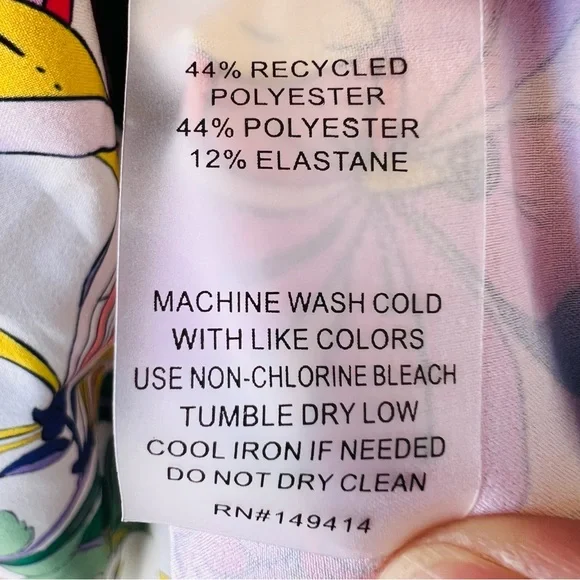 44% RECYCLED
POLYESTER
44% POLYESTER
12% ELASTANE
MACHINE WASH COLD
WITH LIKE COLORS
USE NON-CHLORINE BLEACH
TUMBLE DRY LOW
COOL IRON IF NEEDED
DO NOT DRY CLEAN
RN#149414